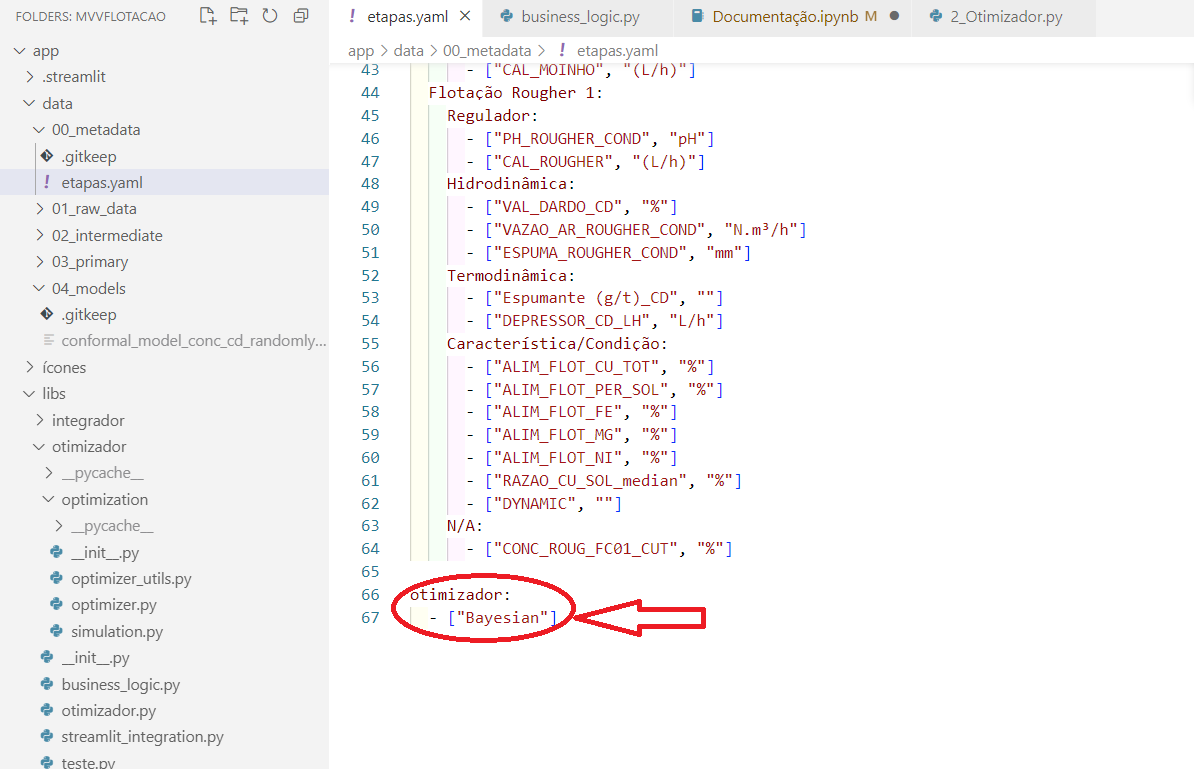 FOLDERS: MVVFLOTACAO
app
.streamlit
data
00_metadata
.gitkeep
! etapas.yaml
01_raw_data
02_intermediate
03_primary
04_models
.gitkeep
conformal_model_conc_cd_randomly...
ícones
libs
integrador
otimizador
__pycache__
optimization
__pycache__
__init__.py
optimizer_utils.py
optimizer.py
simulation.py
__init__.py
business_logic.py
otimizador.py
streamlit_integration.py
teste.py
! etapas.yaml × business_logic.py Documentação.ipynb M ● 2_Otimizador.py
app > data > 00_metadata > ! etapas.yaml
43 - ["CAL_MOINHO", "(L/h)"]
44 Flotação Rougher 1:
45 Regulador:
46 - ["PH_ROUGHER_COND", "pH"]
47 - ["CAL_ROUGHER", "(L/h)"]
48 Hidrodinâmica:
49 - ["VAL_DARDO_CD", "%"]
50 - ["VAZAO_AR_ROUGHER_COND", "N.m³/h"]
51 - ["ESPUMA_ROUGHER_COND", "mm"]
52 Termodinâmica:
53 - ["Espumante (g/t)_CD", ""]
54 - ["DEPRESSOR_CD_LH", "L/h"]
55 Característica/Condição:
56 - ["ALIM_FLOT_CU_TOT", "%"]
57 - ["ALIM_FLOT_PER_SOL", "%"]
58 - ["ALIM_FLOT_FE", "%"]
59 - ["ALIM_FLOT_MG", "%"]
60 - ["ALIM_FLOT_NI", "%"]
61 - ["RAZAO_CU_SOL_median", "%"]
62 - ["DYNAMIC", ""]
63 N/A:
64 - ["CONC_ROUG_FC01_CUT", "%"]
65
66 otimizador:
67 - ["Bayesian"]